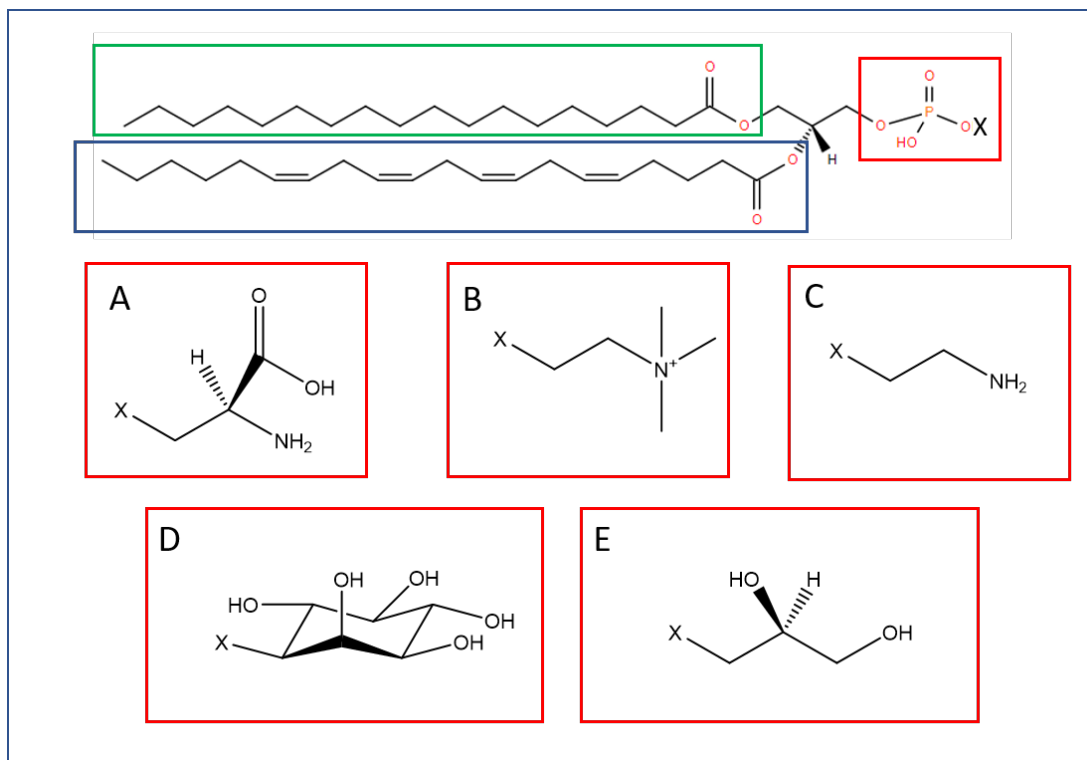 O O
O P X
O HO O
O H
O
A B C
O
H X X
OH N⁺
X NH₂
NH₂
D E
OH OH HO H
HO OH
X OH X OH